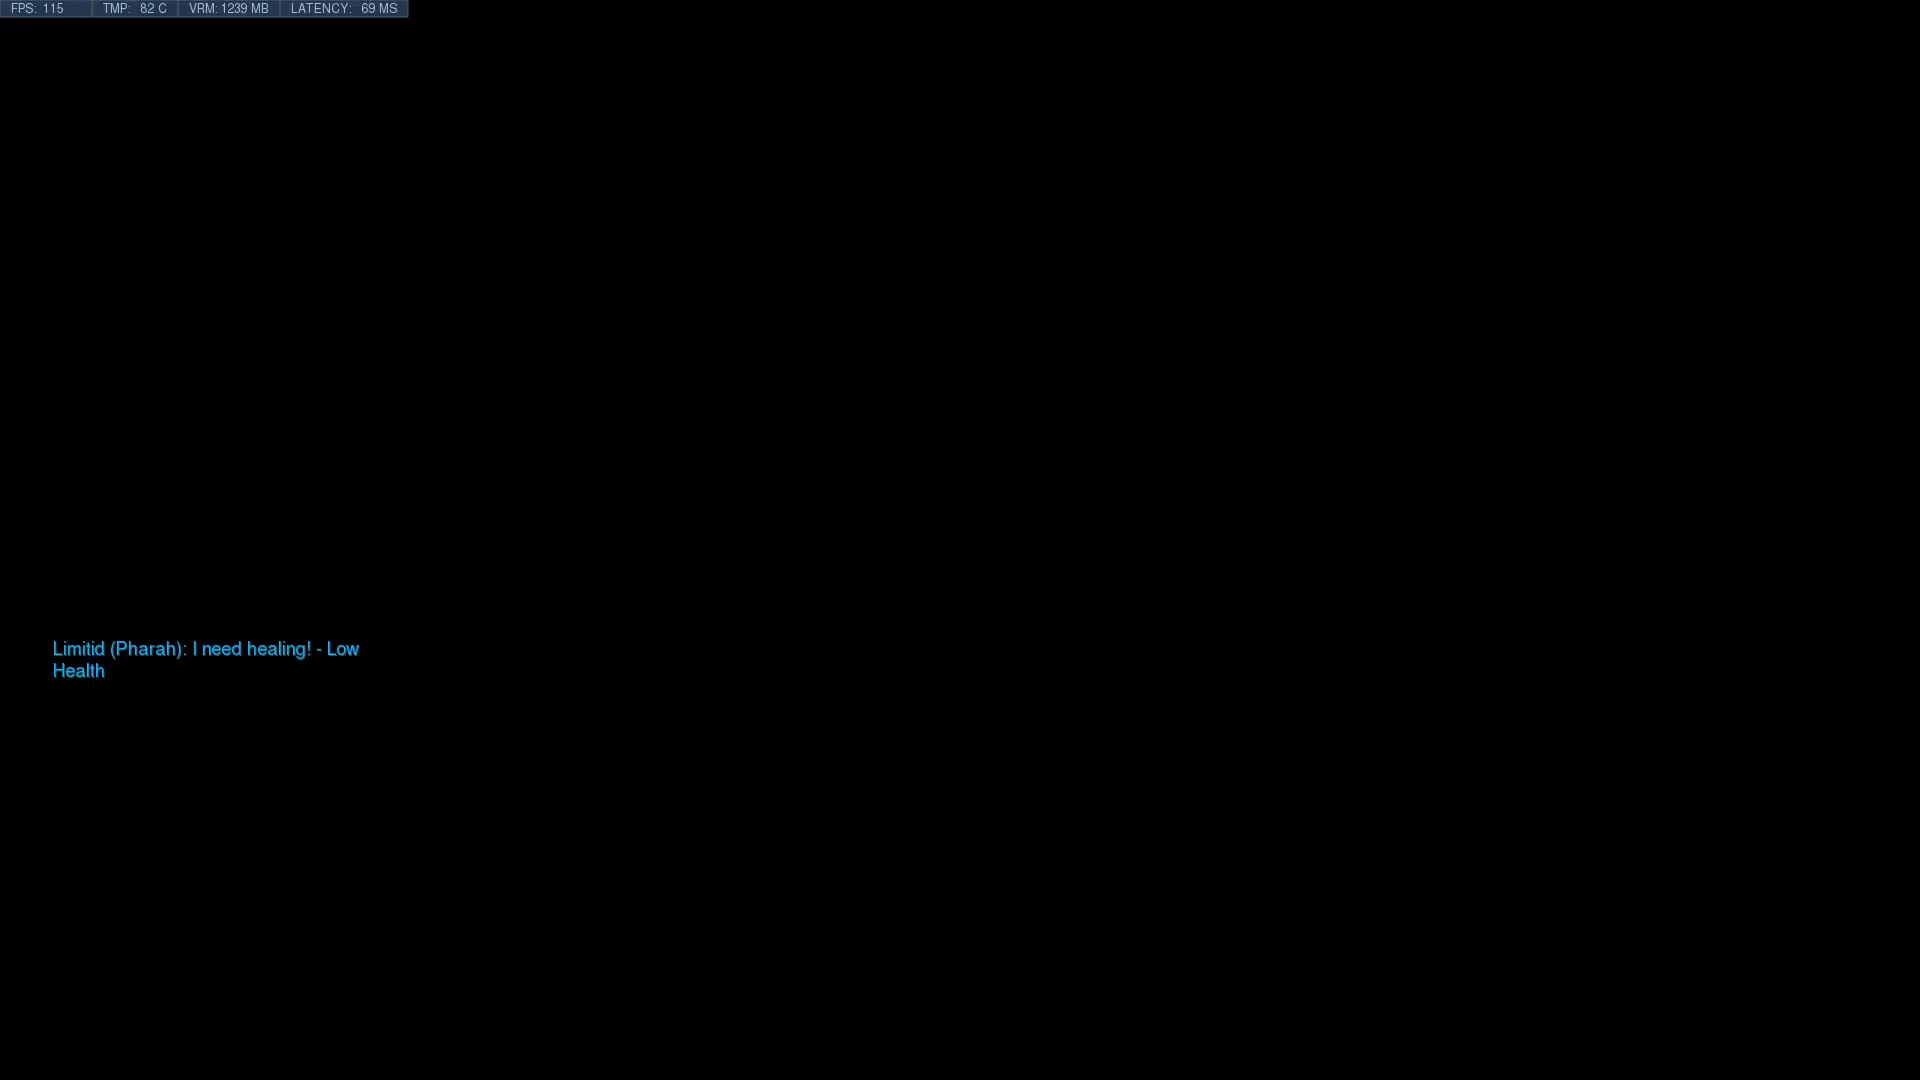 FPS: 115 TMP: 82 C VRM: 1239 MB LATENCY: 69 MS
Limitid (Pharah): I need healing! - Low
Health